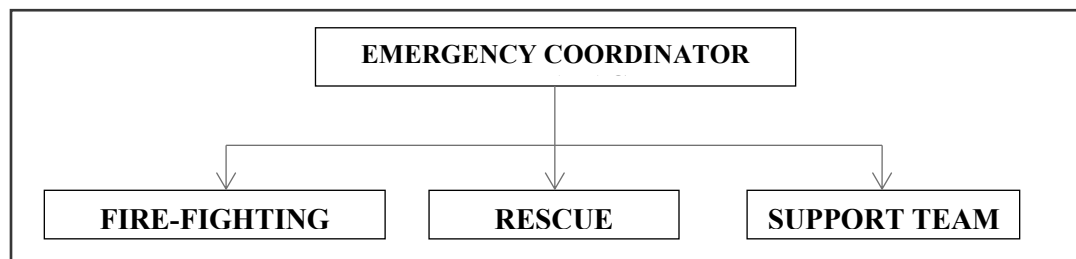 EMERGENCY COORDINATOR
FIRE-FIGHTING
RESCUE
SUPPORT TEAM